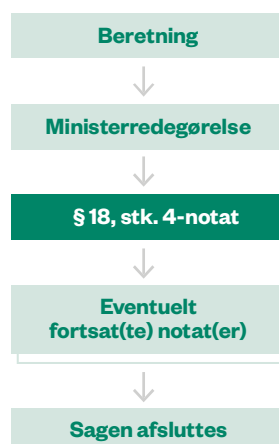 Beretning
Ministerredegørelse
§ 18, stk. 4-notat
Eventuelt
fortsat(te) notat(er)
Sagen afsluttes